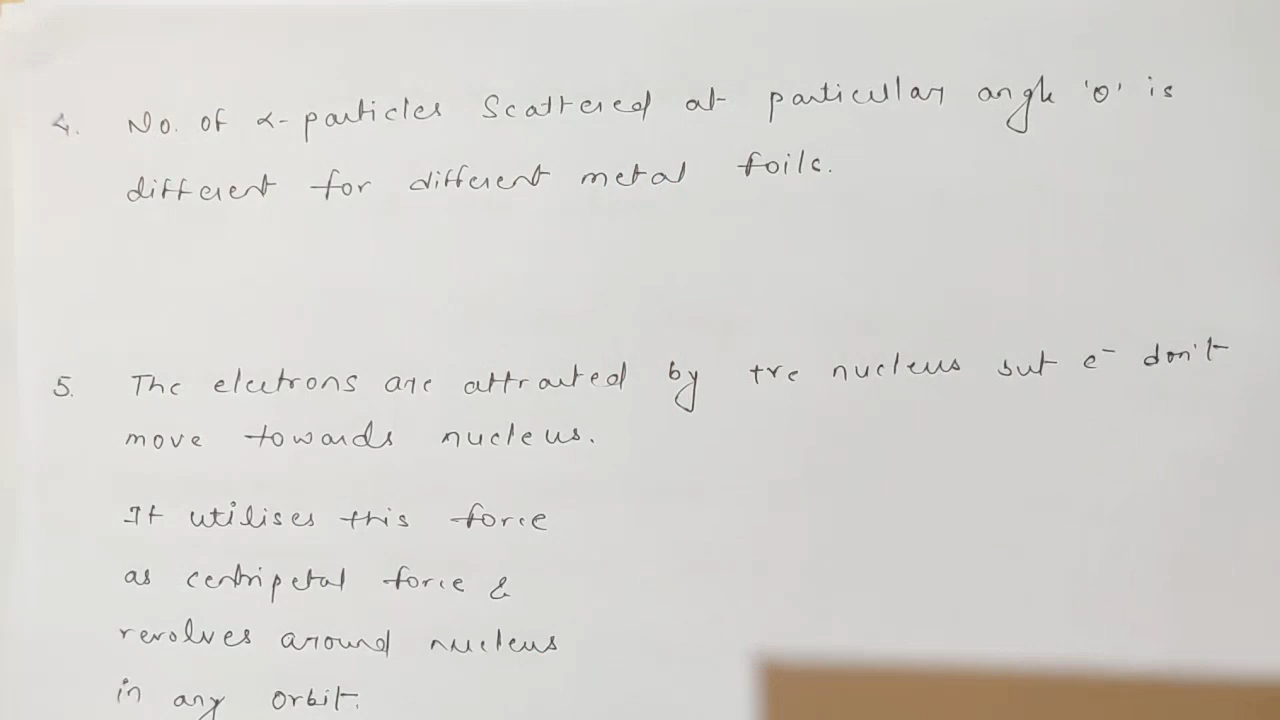 4. No. of α-particles scattered at particular angle 'θ' is
different for different metal foils.
5. The electrons are attracted by +ve nucleus but e⁻ don't
move towards nucleus.
It utilises this force
as centripetal force &
revolves around nucleus
in any orbit.